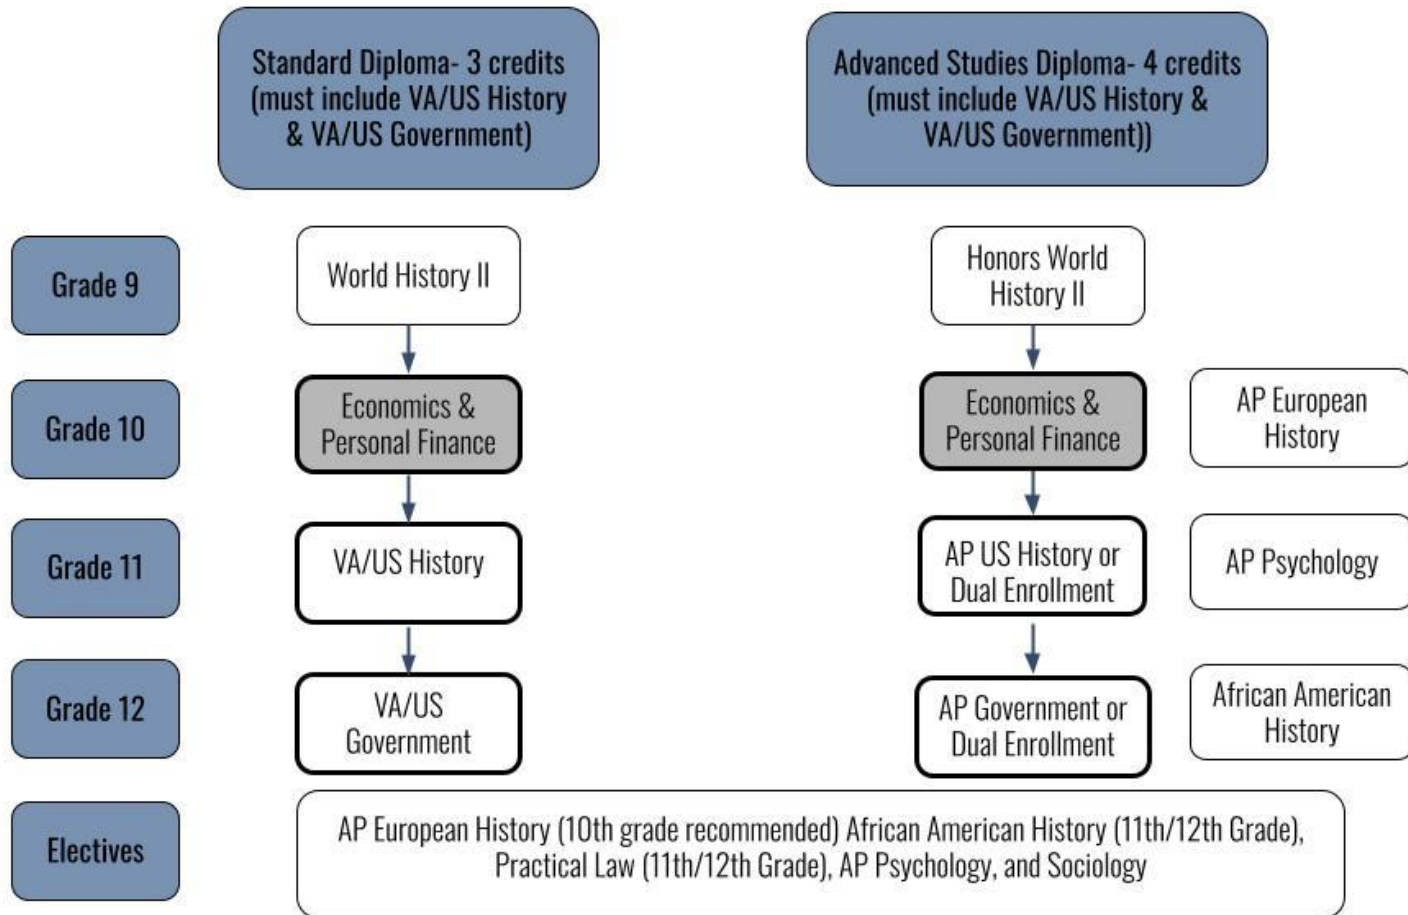 Standard Diploma- 3 credits
(must include VA/US History
& VA/US Government)
Advanced Studies Diploma- 4 credits
(must include VA/US History &
VA/US Government))
Grade 9
World History II
Honors World
History II
Grade 10
Economics &
Personal Finance
Economics &
Personal Finance
AP European
History
Grade 11
VA/US History
AP US History or
Dual Enrollment
AP Psychology
Grade 12
VA/US
Government
AP Government or
Dual Enrollment
African American
History
Electives
AP European History (10th grade recommended) African American History (11th/12th Grade),
Practical Law (11th/12th Grade), AP Psychology, and Sociology